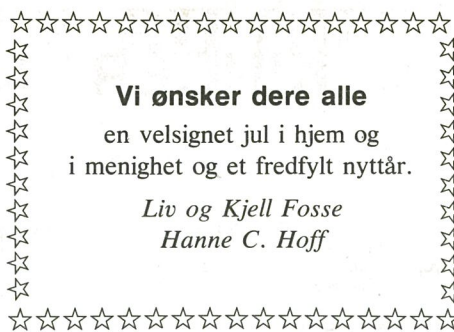 Vi ønsker dere alle
en velsignet jul i hjem og
i menighet og et fredfylt nyttår.
Liv og Kjell Fosse
Hanne C. Hoff